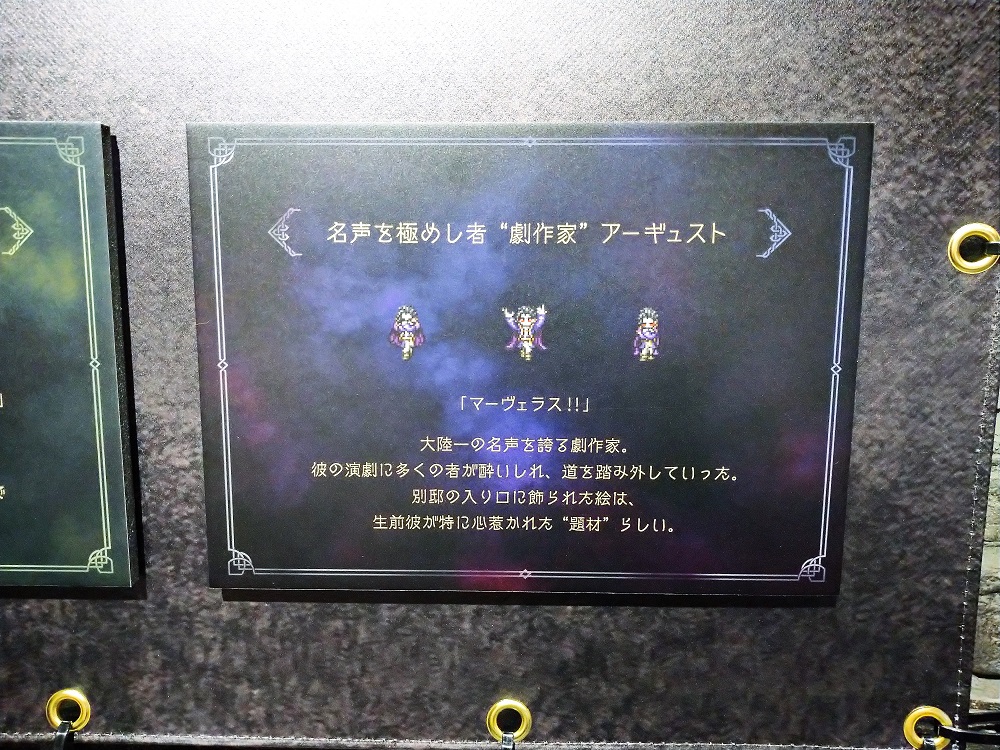 名声を極めし者 “劇作家” アーギュスト
「マーヴェラス!!」
大陸一の名声を誇る劇作家。
彼の演劇に多くの者が酔いしれ、道を踏み外していった。
別邸の入り口に飾られた絵は、
生前彼が特に心惹かれた “題材” らしい。